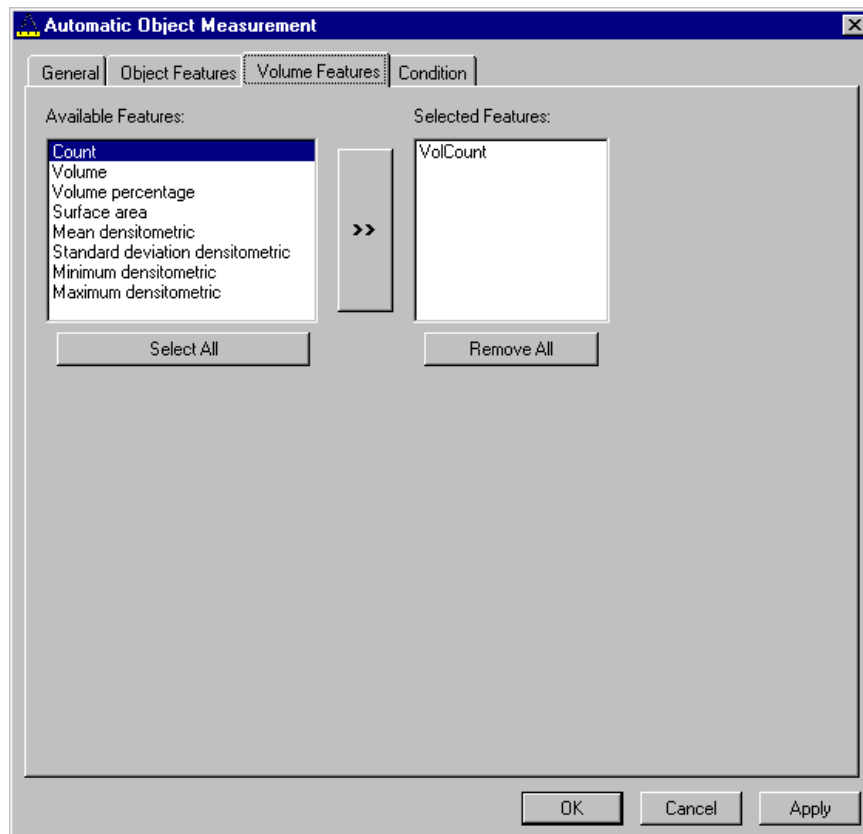 Automatic Object Measurement
General Object Features Volume Features Condition
Available Features: Selected Features:
Count
Volume
Volume percentage
Surface area
Mean densitometric
Standard deviation densitometric
Minimum densitometric
Maximum densitometric
>>
VolCount
Select All Remove All
OK Cancel Apply